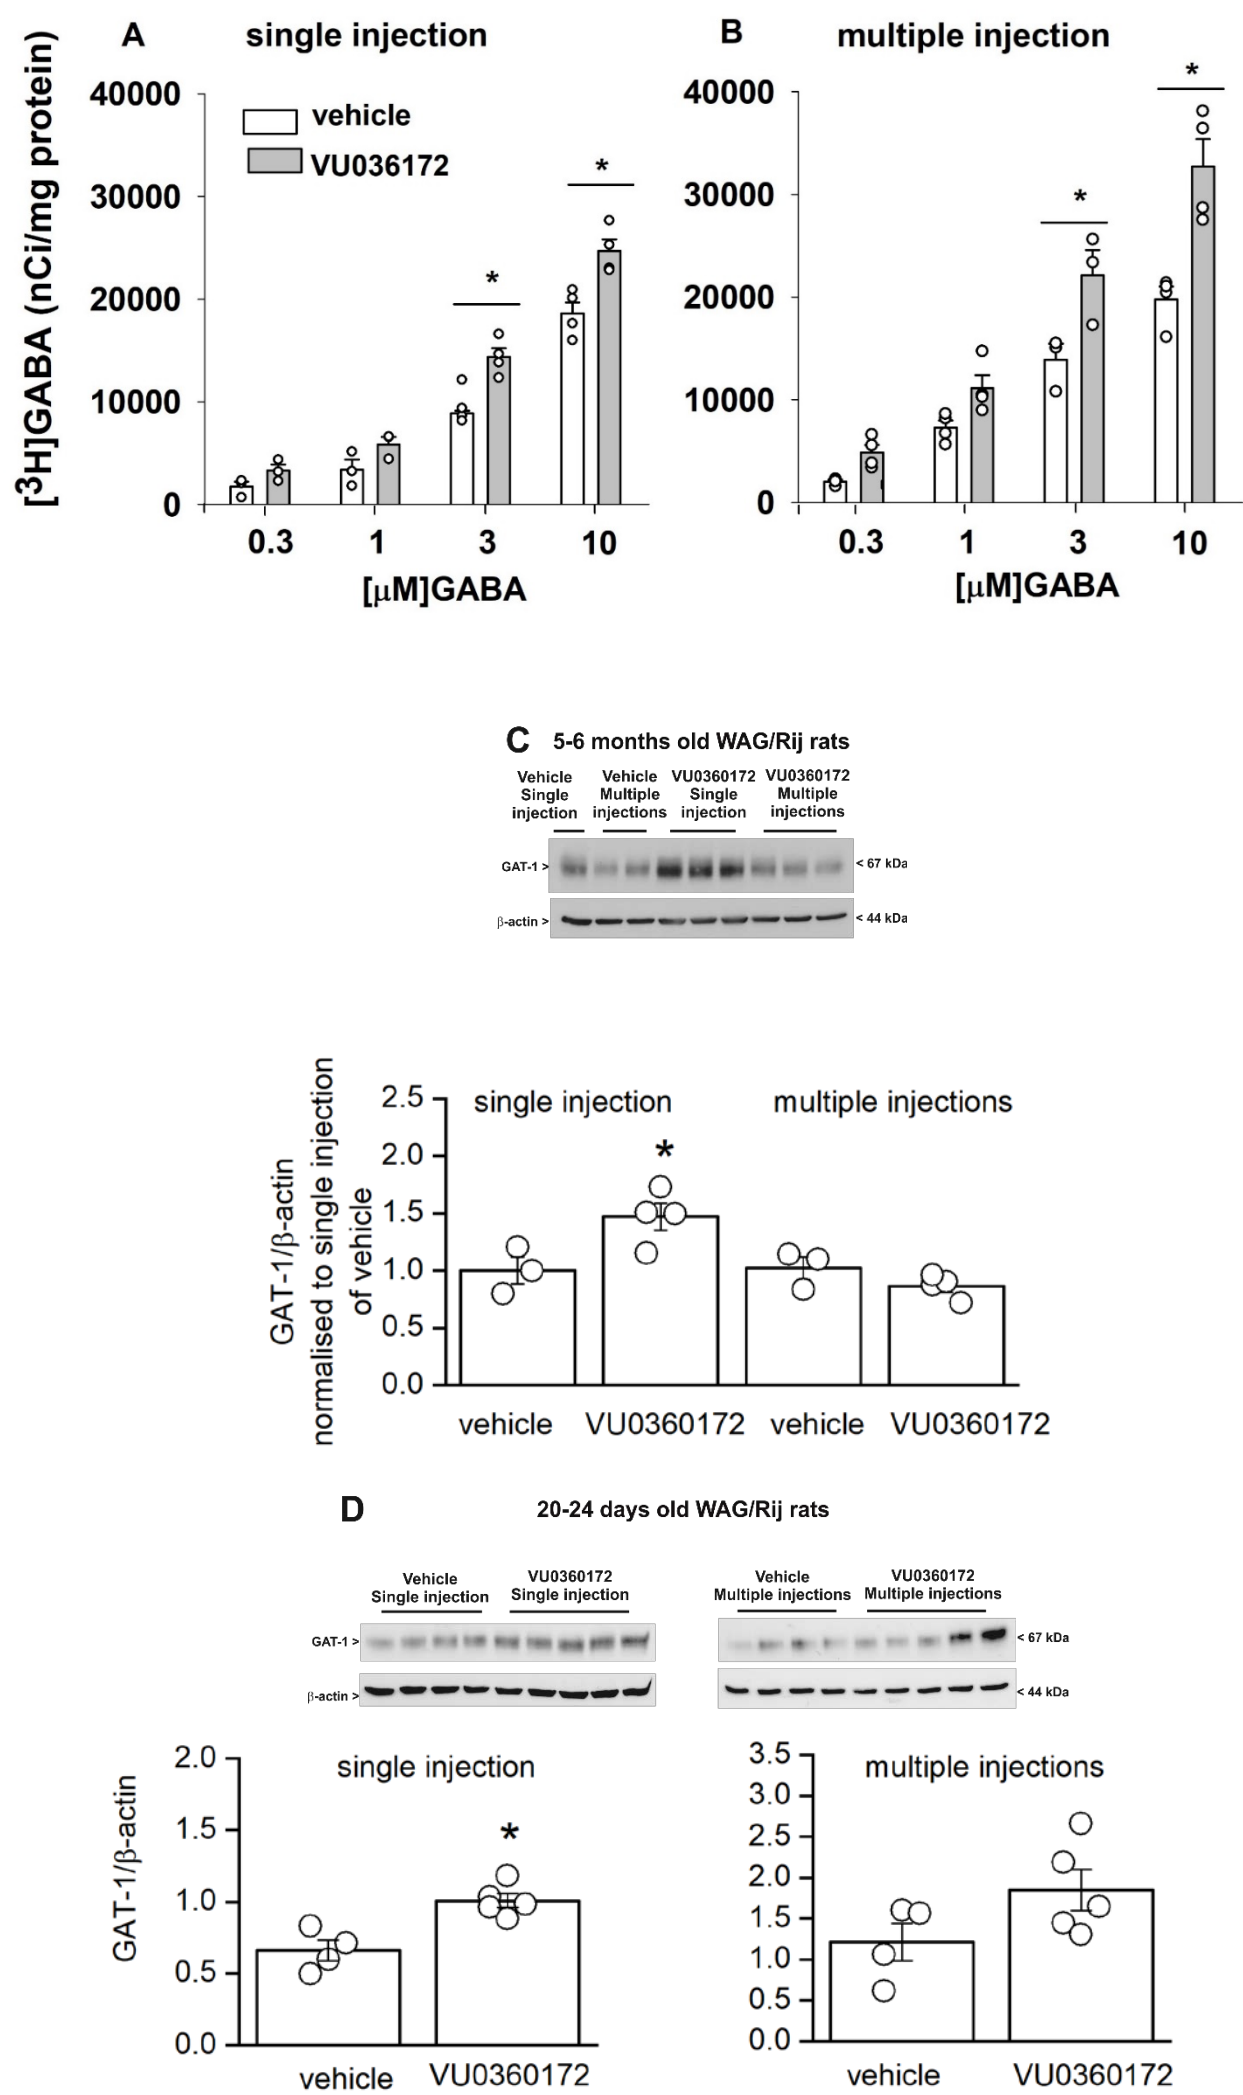 A single injection
B multiple injection
[3H]GABA (nCi/mg protein)
40000
30000
20000
10000
0
vehicle
VU036172
*
*
0.3 1 3 10
[μM]GABA
40000
30000
20000
10000
0
*
*
0.3 1 3 10
[μM]GABA
C 5-6 months old WAG/Rij rats
Vehicle
Single
injection
Vehicle
Multiple
injections
VU0360172
Single
injection
VU0360172
Multiple
injections
GAT-1 >
< 67 kDa
β-actin >
< 44 kDa
GAT-1/β-actin
normalised to single injection
of vehicle
2.5
2.0
1.5
1.0
0.5
0.0
single injection
multiple injections
*
vehicle VU0360172 vehicle VU0360172
D 20-24 days old WAG/Rij rats
Vehicle
Single injection
VU0360172
Single injection
Vehicle
Multiple injections
VU0360172
Multiple injections
GAT-1 >
< 67 kDa
β-actin >
< 44 kDa
GAT-1/β-actin
2.0
1.5
1.0
0.5
0.0
single injection
*
vehicle VU0360172
3.5
3.0
2.5
2.0
1.5
1.0
0.5
0.0
multiple injections
vehicle VU0360172